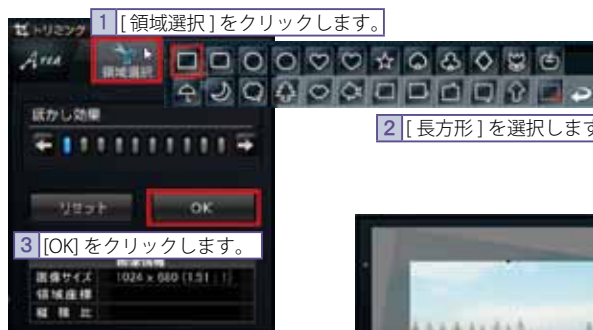 トリミング
1 [領域選択]をクリックします。
Area
領域選択
2 [長方形]を選択します
ぼかし効果
リセット
OK
3 [OK]をクリックします。
画像サイズ 1024 x 680 (1.51 : 1)
領域座標
縦横比